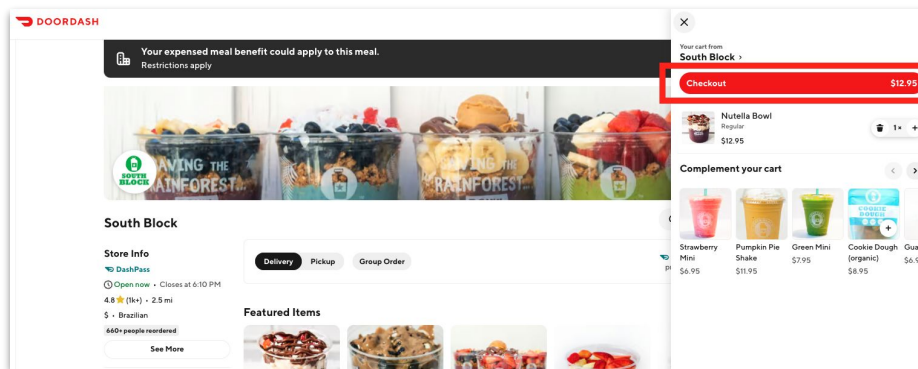 DOORDASH
Your expensed meal benefit could apply to this meal.
Restrictions apply
SAVING THE
RAINFOREST...
SAVING THE
RAINFOREST...
SOUTH
BLOCK
South Block
Store Info
DashPass
Open now • Closes at 6:10 PM
4.8 (1k+) • 2.5 mi
$ • Brazilian
660+ people reordered
See More
Delivery
Pickup
Group Order
Featured Items
Your cart from
South Block ›
Checkout $12.95
Nutella Bowl
Regular
$12.95
1× +
Complement your cart
Strawberry
Mini
$6.95
Pumpkin Pie
Shake
$11.95
Green Mini
$7.95
COOKIE
DOUGH
Cookie Dough
(organic)
$8.95